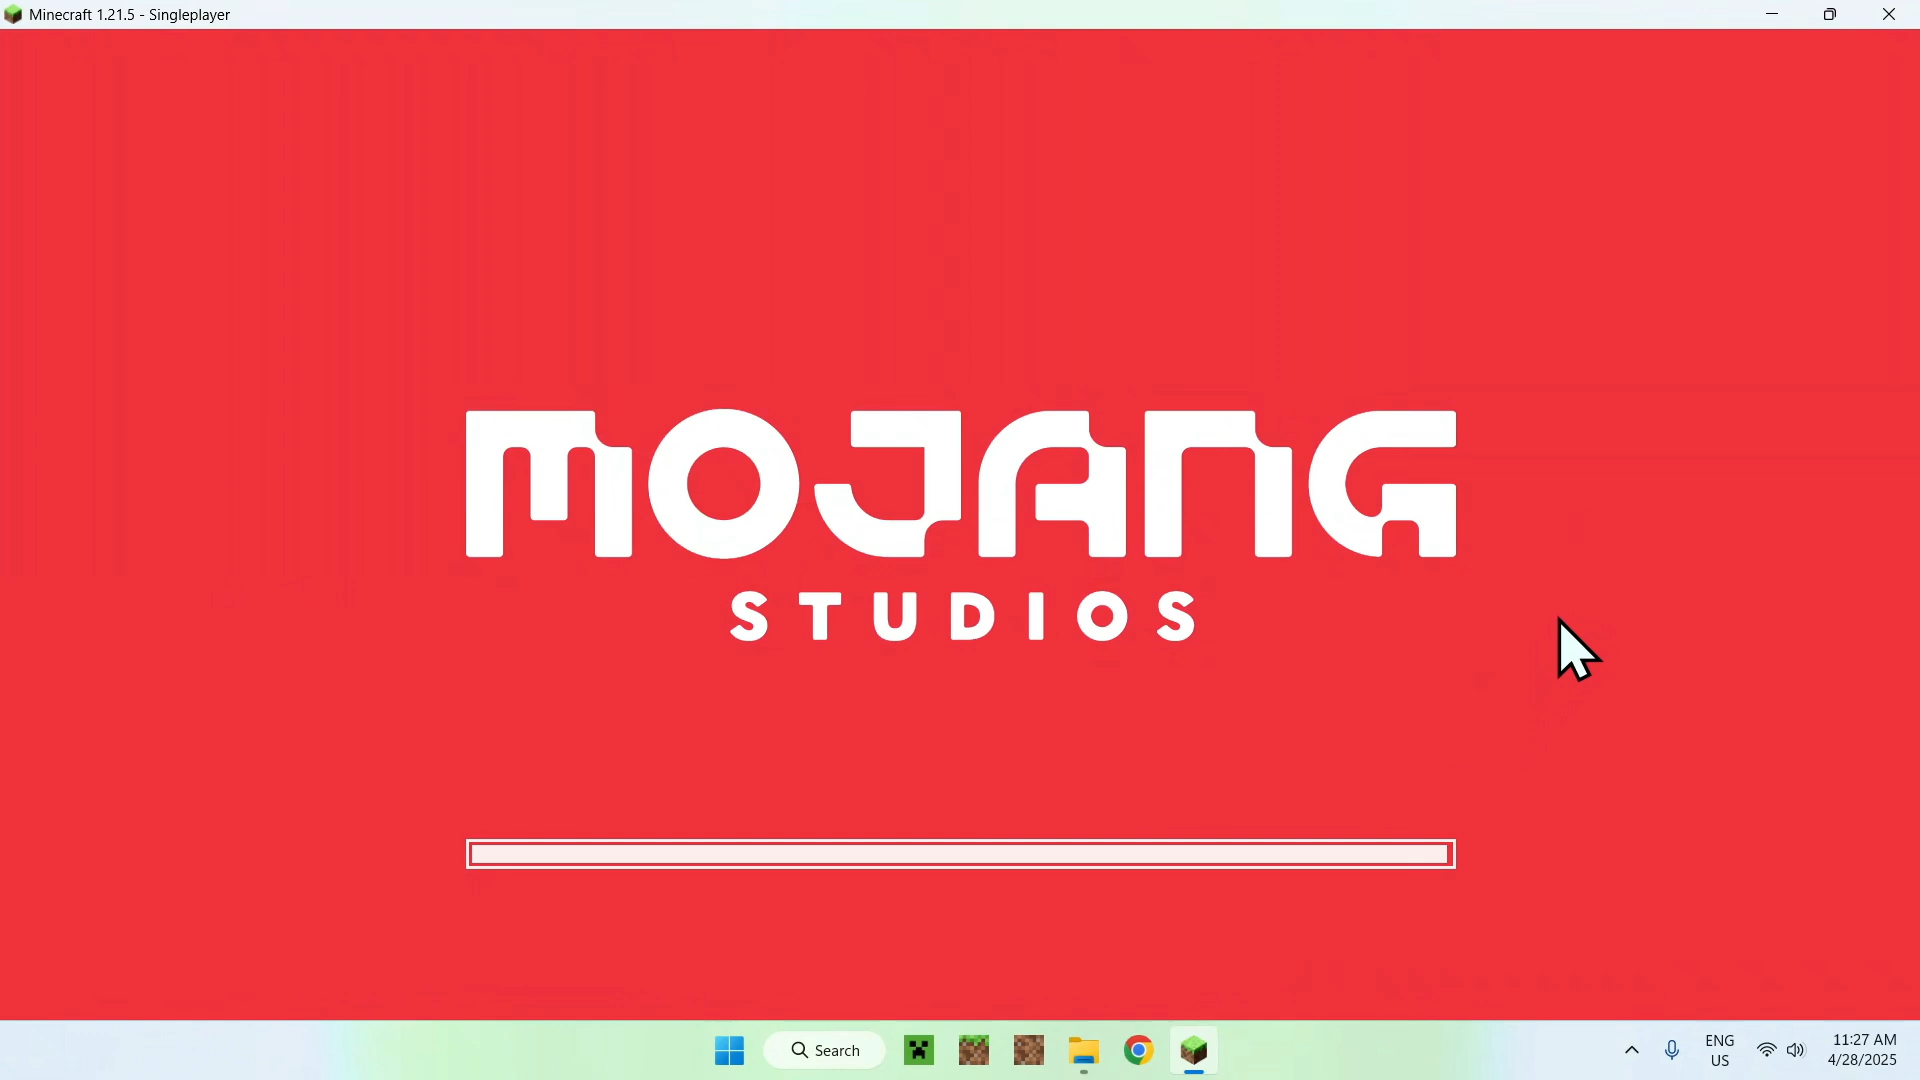 Minecraft 1.21.5 - Singleplayer
MOJANG
STUDIOS
Search
ENG
US
11:27 AM
4/28/2025